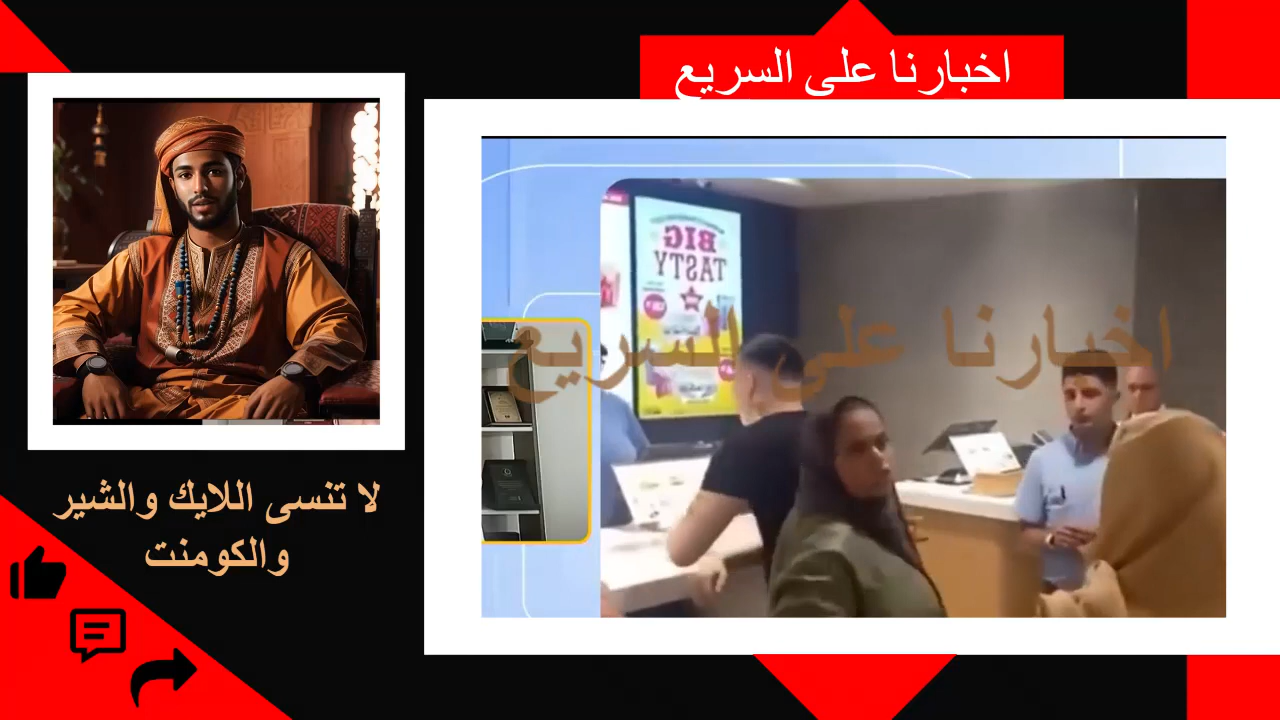 اخبارنا على السريع
BIG
TASTY
اخبارنا على السريع
لا تنسى اللايك والشير
والكومنت